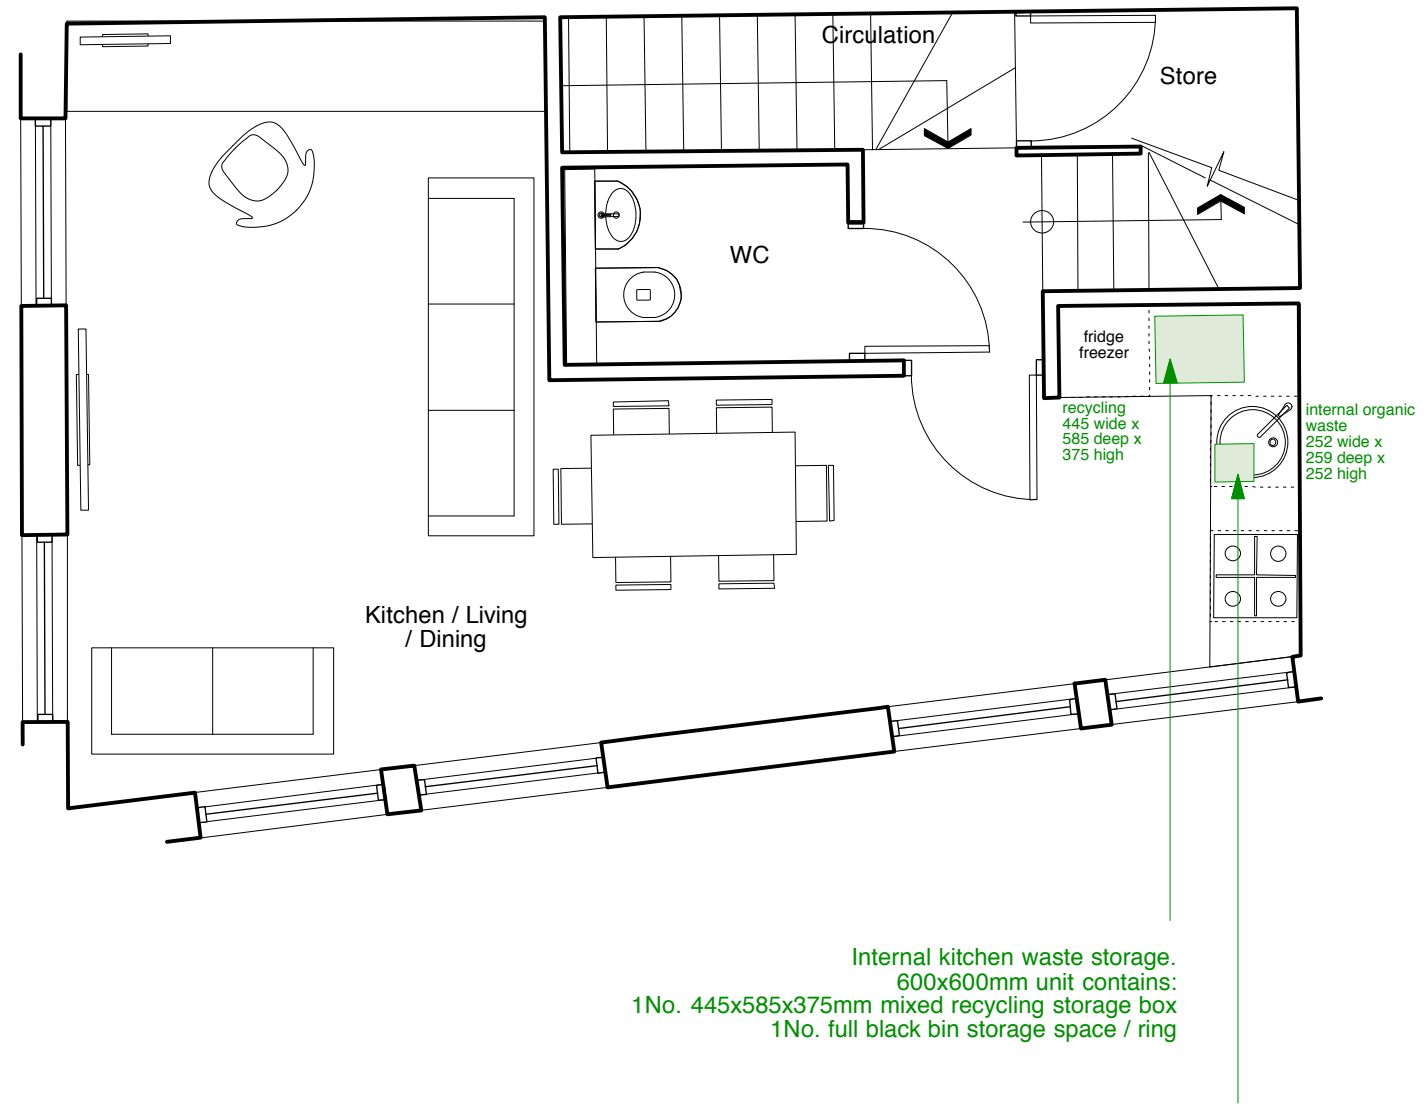 Circulation
Store
WC
fridge
freezer
recycling
445 wide x
585 deep x
375 high
internal organic
waste
252 wide x
259 deep x
252 high
Kitchen / Living
/ Dining
Internal kitchen waste storage.
600x600mm unit contains:
1No. 445x585x375mm mixed recycling storage box
1No. full black bin storage space / ring